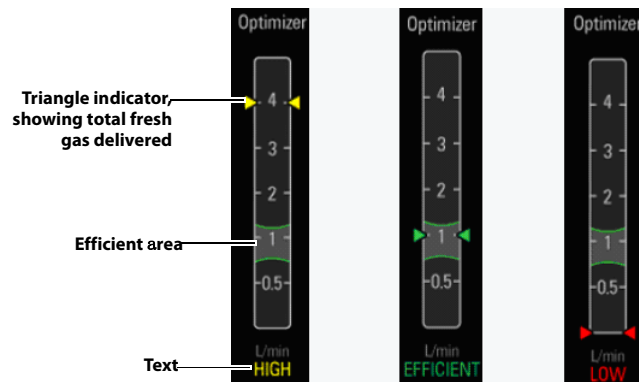 Optimizer
Triangle indicator,
showing total fresh
gas delivered
4
3
2
Efficient area
1
0.5
L/min
Text
HIGH
Optimizer
4
3
2
1
0.5
L/min
EFFICIENT
Optimizer
4
3
2
1
0.5
L/min
LOW